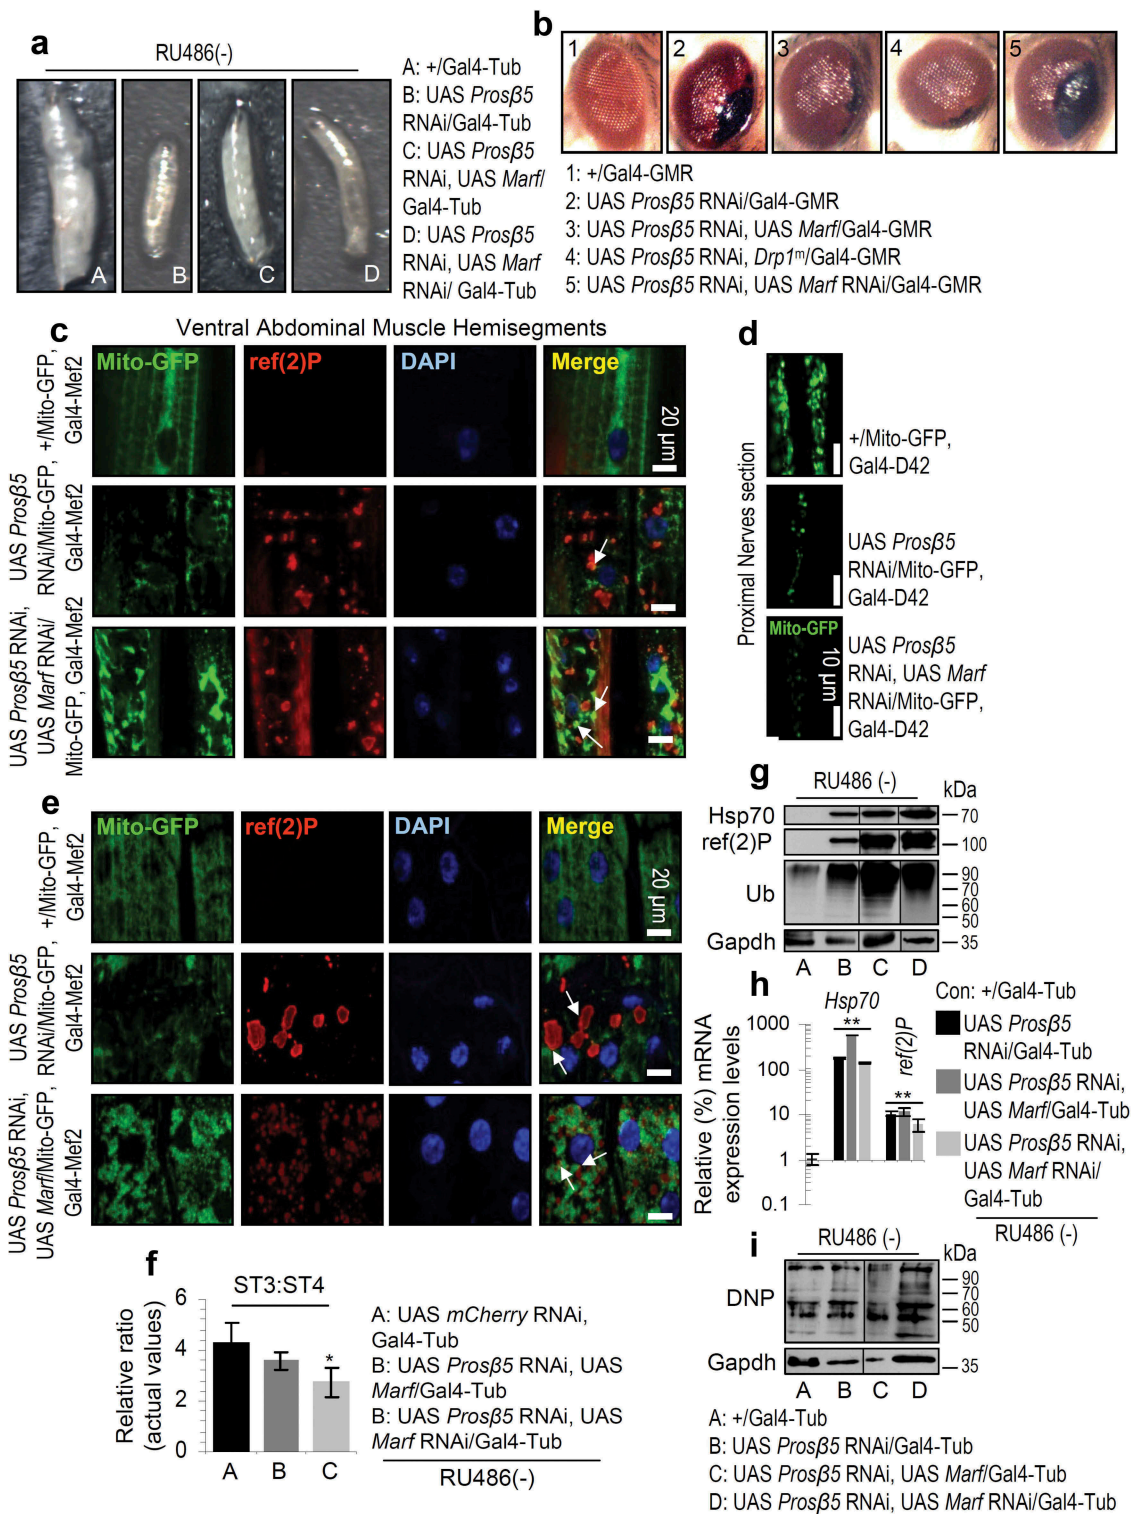 a
RU486(-)
A
B
C
D
A: +/Gal4-Tub
B: UAS Prosβ5
RNAi/Gal4-Tub
C: UAS Prosβ5
RNAi, UAS Marf/
Gal4-Tub
D: UAS Prosβ5
RNAi, UAS Marf
RNAi/ Gal4-Tub
b
1
2
3
4
5
1: +/Gal4-GMR
2: UAS Prosβ5 RNAi/Gal4-GMR
3: UAS Prosβ5 RNAi, UAS Marf/Gal4-GMR
4: UAS Prosβ5 RNAi, Drp1ᵐ/Gal4-GMR
5: UAS Prosβ5 RNAi, UAS Marf RNAi/Gal4-GMR
c
Ventral Abdominal Muscle Hemisegments
Mito-GFP
ref(2)P
DAPI
Merge
20 µm
+/Mito-GFP,
Gal4-Mef2
UAS Prosβ5
RNAi/Mito-GFP,
Gal4-Mef2
UAS Prosβ5 RNAi,
UAS Marf RNAi/
Mito-GFP, Gal4-Mef2
d
Proximal Nerves section
+/Mito-GFP,
Gal4-D42
UAS Prosβ5
RNAi/Mito-GFP,
Gal4-D42
Mito-GFP
10 µm
UAS Prosβ5
RNAi, UAS Marf
RNAi/Mito-GFP,
Gal4-D42
e
Mito-GFP
ref(2)P
DAPI
Merge
20 µm
+/Mito-GFP,
Gal4-Mef2
UAS Prosβ5
RNAi/Mito-GFP,
Gal4-Mef2
UAS Prosβ5 RNAi,
UAS Marf/Mito-GFP,
Gal4-Mef2
f
ST3:ST4
Relative ratio
(actual values)
6
4
2
0
*
A
B
C
A: UAS mCherry RNAi,
Gal4-Tub
B: UAS Prosβ5 RNAi, UAS
Marf/Gal4-Tub
B: UAS Prosβ5 RNAi, UAS
Marf RNAi/Gal4-Tub
RU486(-)
g
RU486 (-)
kDa
Hsp70
70
ref(2)P
100
Ub
90
70
60
50
Gapdh
35
A
B
C
D
h
Relative (%) mRNA
expression levels
1000
100
10
1
0.1
Hsp70
**
ref(2)P
**
Con: +/Gal4-Tub
UAS Prosβ5
RNAi/Gal4-Tub
UAS Prosβ5 RNAi,
UAS Marf/Gal4-Tub
UAS Prosβ5 RNAi,
UAS Marf RNAi/
Gal4-Tub
RU486 (-)
i
RU486 (-)
kDa
DNP
90
70
60
50
Gapdh
35
A
B
C
D
A: +/Gal4-Tub
B: UAS Prosβ5 RNAi/Gal4-Tub
C: UAS Prosβ5 RNAi, UAS Marf/Gal4-Tub
D: UAS Prosβ5 RNAi, UAS Marf RNAi/Gal4-Tub